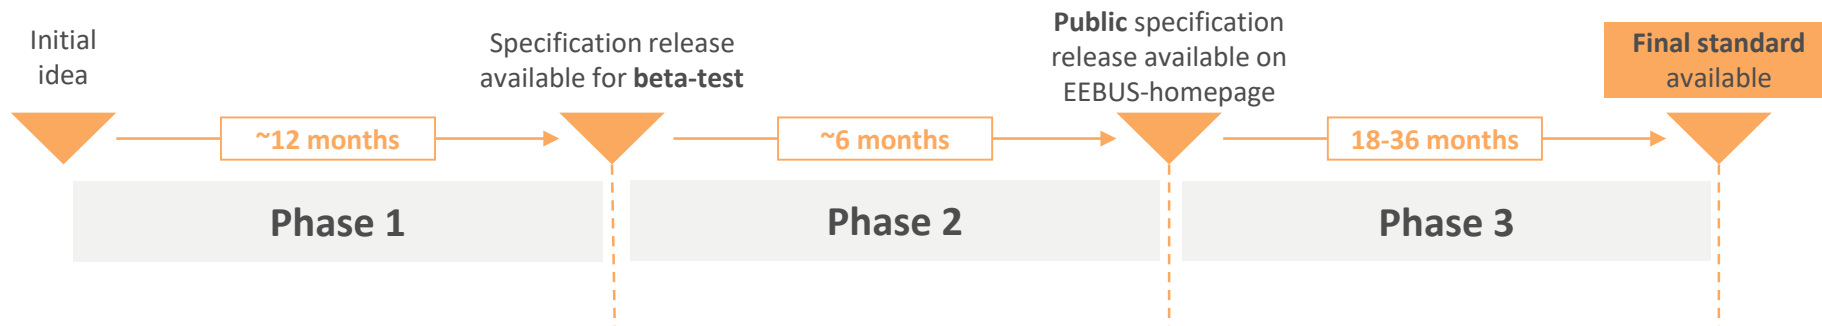 Initial
idea
Specification release
available for beta-test
Public specification
release available on
EEBUS-homepage
Final standard
available
~12 months
~6 months
18-36 months
Phase 1
Phase 2
Phase 3